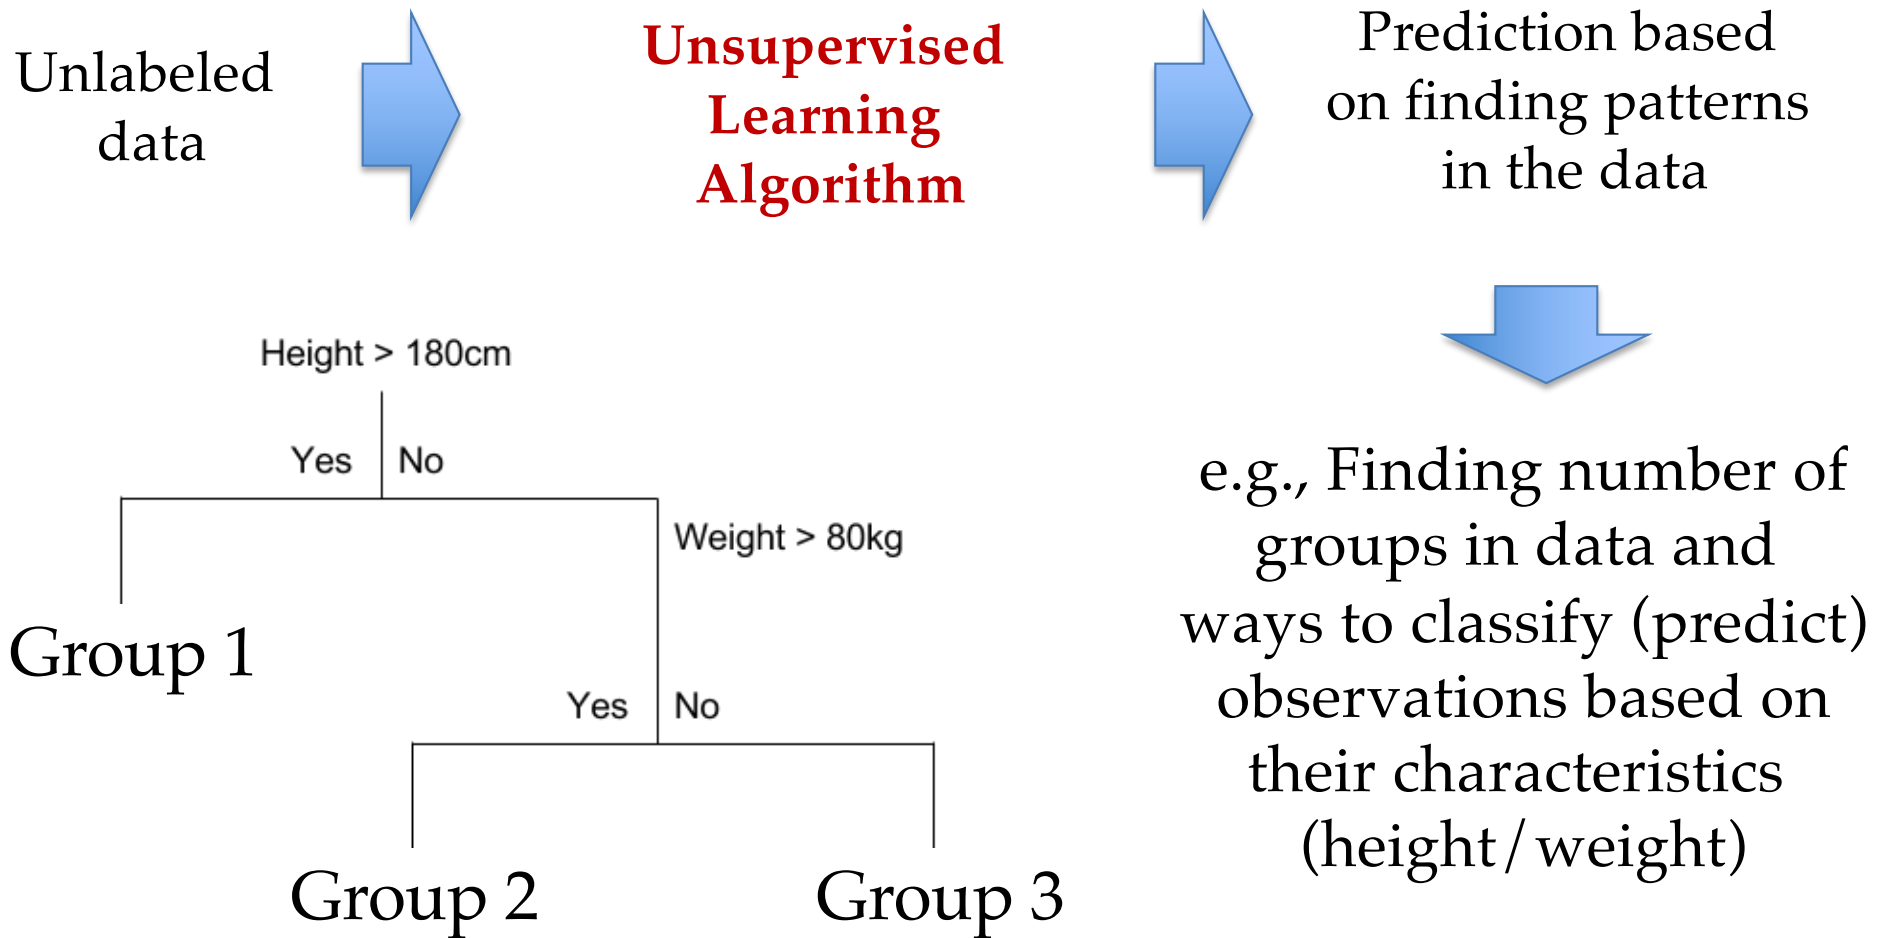 Unlabeled
data
Unsupervised
Learning
Algorithm
Prediction based
on finding patterns
in the data
Height > 180cm
Yes No
Weight > 80kg
Group 1
Yes No
Group 2
Group 3
e.g., Finding number of
groups in data and
ways to classify (predict)
observations based on
their characteristics
(height/weight)